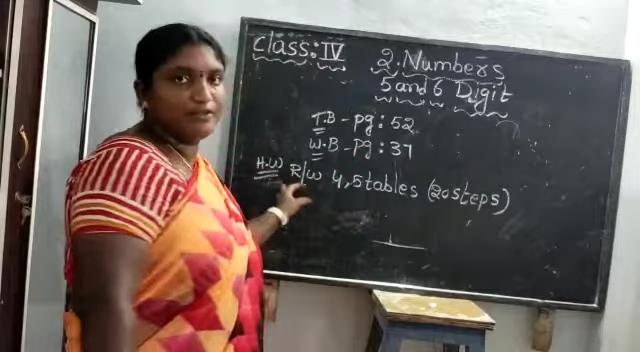 Class: IV
2. Numbers
5 and 6 Digit
T.B - pg: 52
W.B - pg: 37
H.W R/W 4,5 tables (20 steps)